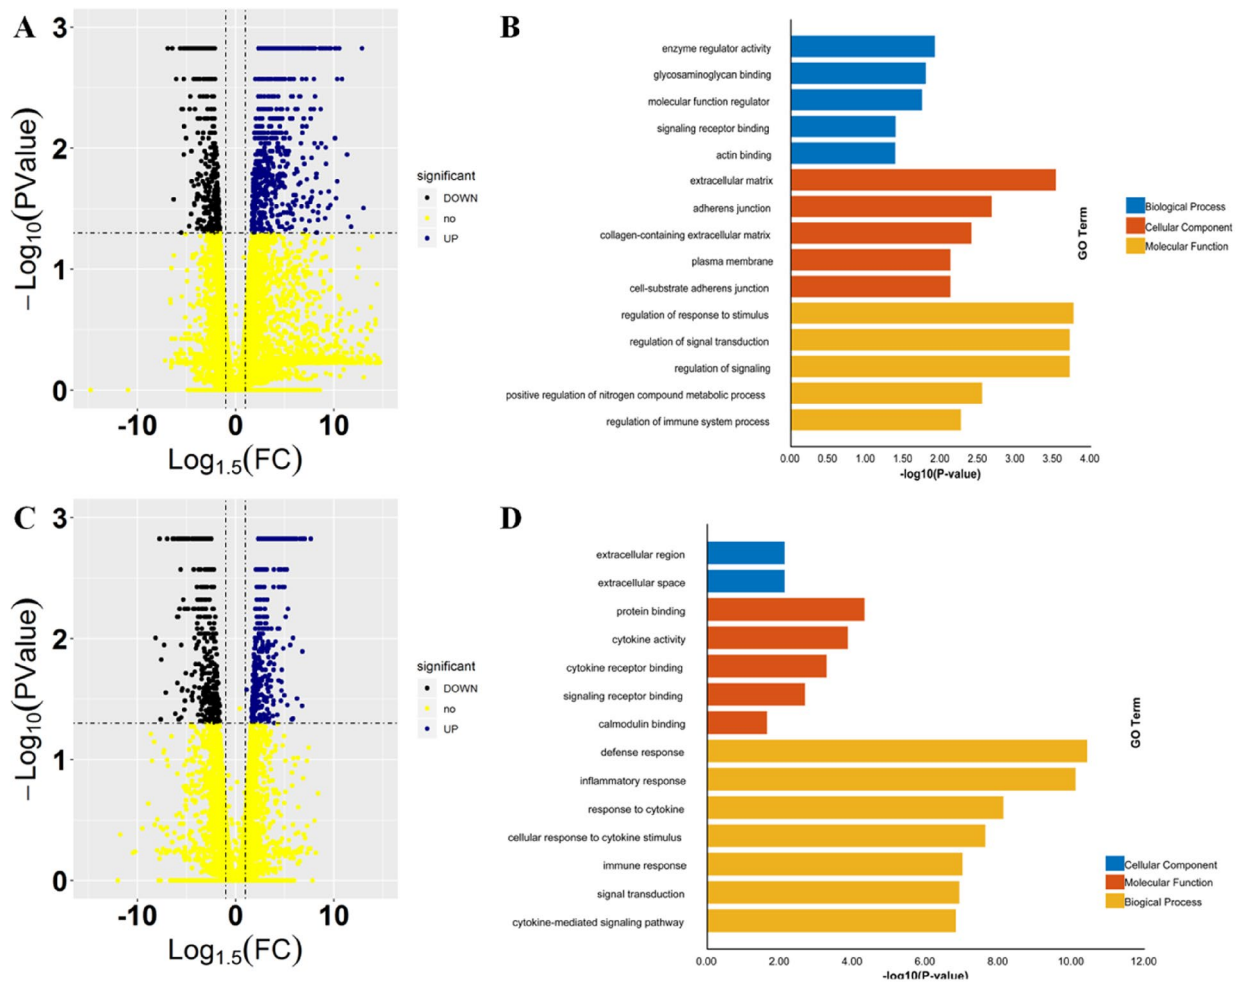 A
3
2
1
0
−Log10(PValue)
-10 0 10
Log1.5(FC)
significant
DOWN
no
UP
B
enzyme regulator activity
glycosaminoglycan binding
molecular function regulator
signaling receptor binding
actin binding
extracellular matrix
adherens junction
collagen-containing extracellular matrix
plasma membrane
cell-substrate adherens junction
regulation of response to stimulus
regulation of signal transduction
regulation of signaling
positive regulation of nitrogen compound metabolic process
regulation of immune system process
0.00 0.50 1.00 1.50 2.00 2.50 3.00 3.50 4.00
-log10(P-value)
GO Term
Biological Process
Cellular Component
Molecular Function
C
3
2
1
0
−Log10(PValue)
-10 0 10
Log1.5(FC)
significant
DOWN
no
UP
D
extracellular region
extracellular space
protein binding
cytokine activity
cytokine receptor binding
signaling receptor binding
calmodulin binding
defense response
inflammatory response
response to cytokine
cellular response to cytokine stimulus
immune response
signal transduction
cytokine-mediated signaling pathway
0.00 2.00 4.00 6.00 8.00 10.00 12.00
-log10(P-value)
GO Term
Cellular Component
Molecular Function
Biogical Process